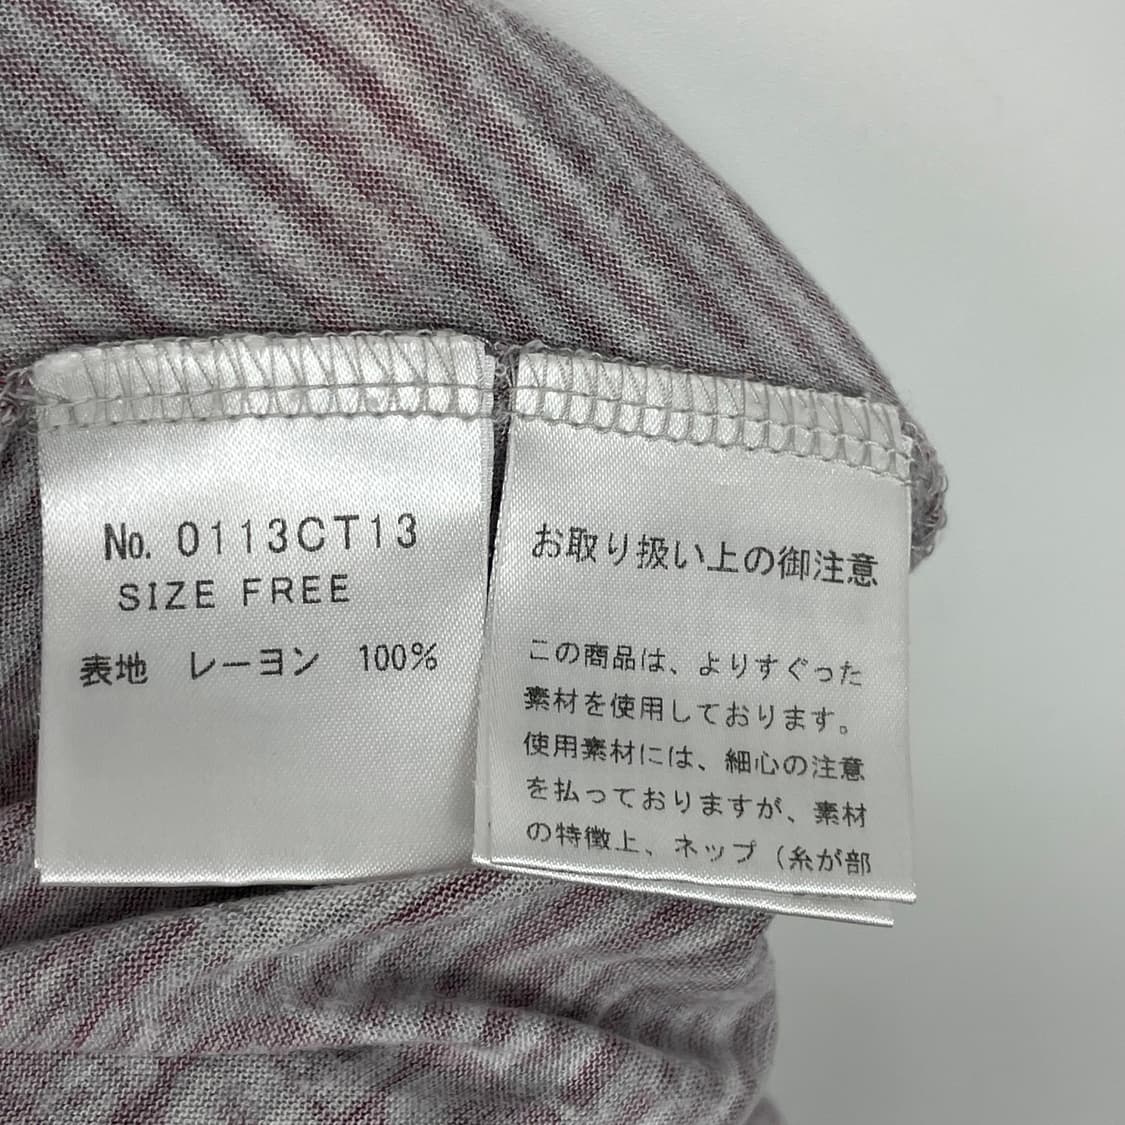 No. 0113CT13
SIZE FREE
表地 レーヨン 100%
お取り扱い上の御注意
この商品は、よりすぐった
素材を使用しております。
使用素材には、細心の注意
を払っておりますが、素材
の特徴上、ネップ（糸が部